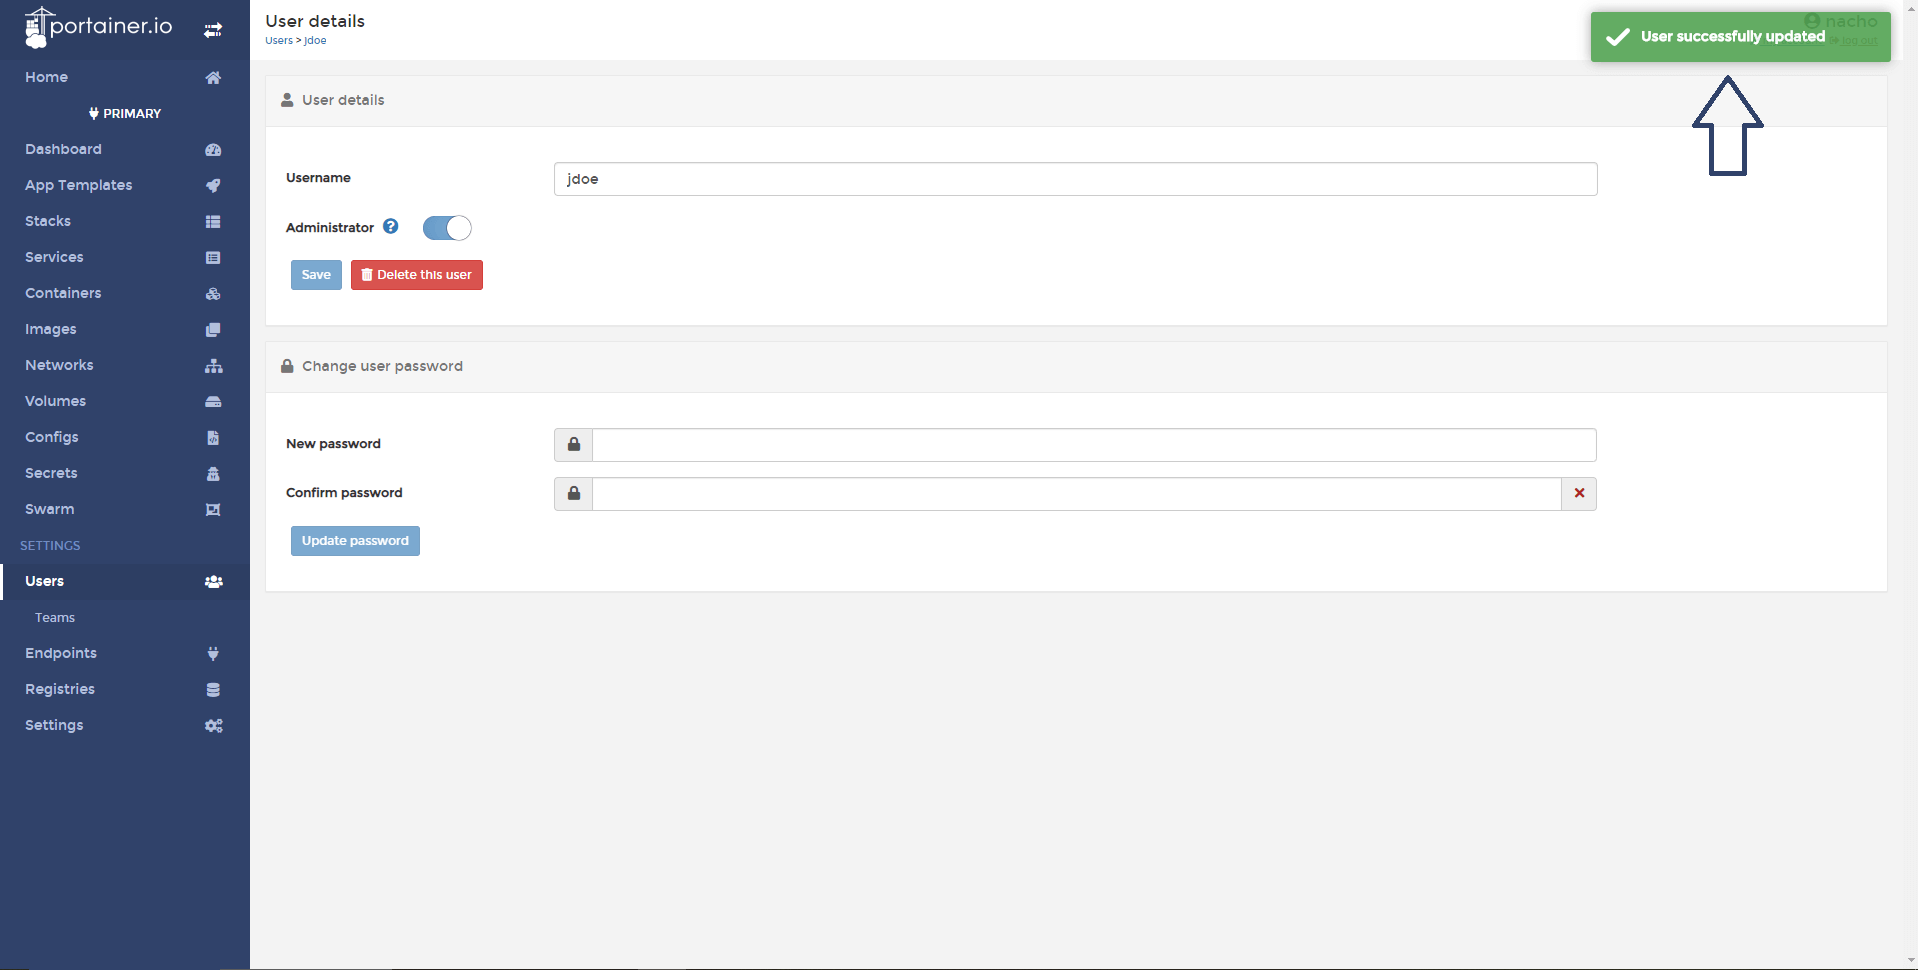 portainer.io
Home
PRIMARY
Dashboard
App Templates
Stacks
Services
Containers
Images
Networks
Volumes
Configs
Secrets
Swarm
SETTINGS
Users
Teams
Endpoints
Registries
Settings
User details
Users > jdoe
nacho
log out
User successfully updated
User details
Username
jdoe
Administrator
Save
Delete this user
Change user password
New password
Confirm password
Update password